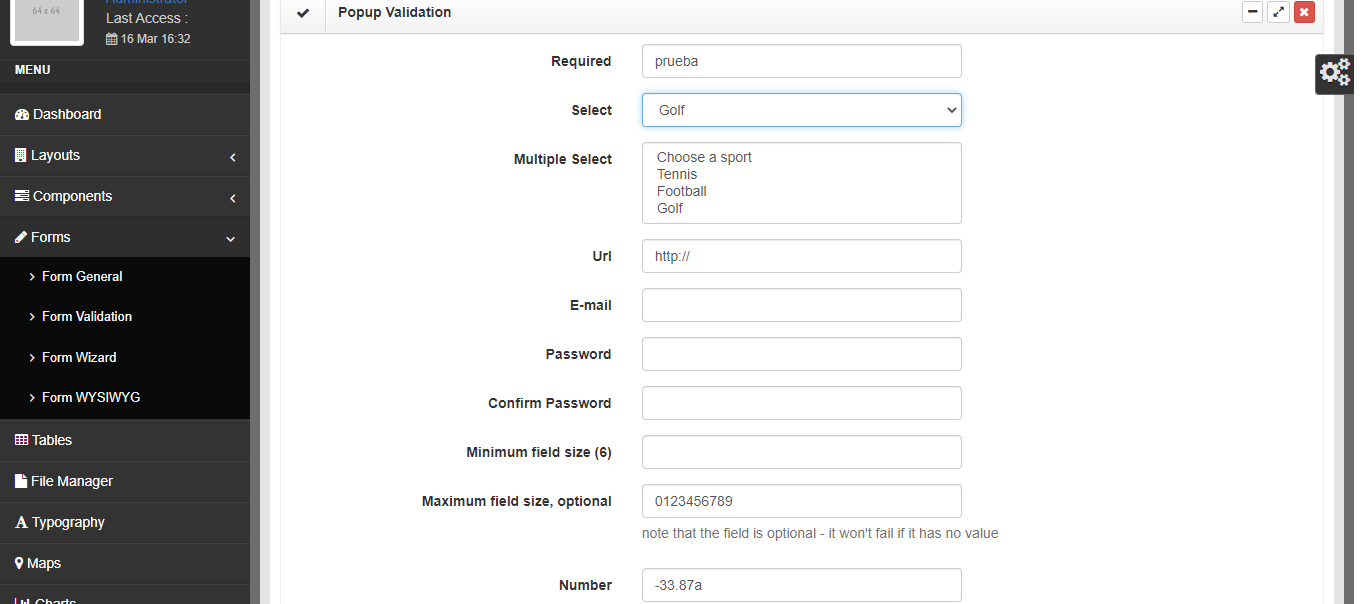 64 x 64
Administrator
Last Access :
16 Mar 16:32
MENU
Dashboard
Layouts
Components
Forms
Form General
Form Validation
Form Wizard
Form WYSIWYG
Tables
File Manager
Typography
Maps
Charts
Popup Validation
Required
prueba
Select
Golf
Multiple Select
Choose a sport
Tennis
Football
Golf
Url
http://
E-mail
Password
Confirm Password
Minimum field size (6)
Maximum field size, optional
0123456789
note that the field is optional - it won't fail if it has no value
Number
-33.87a